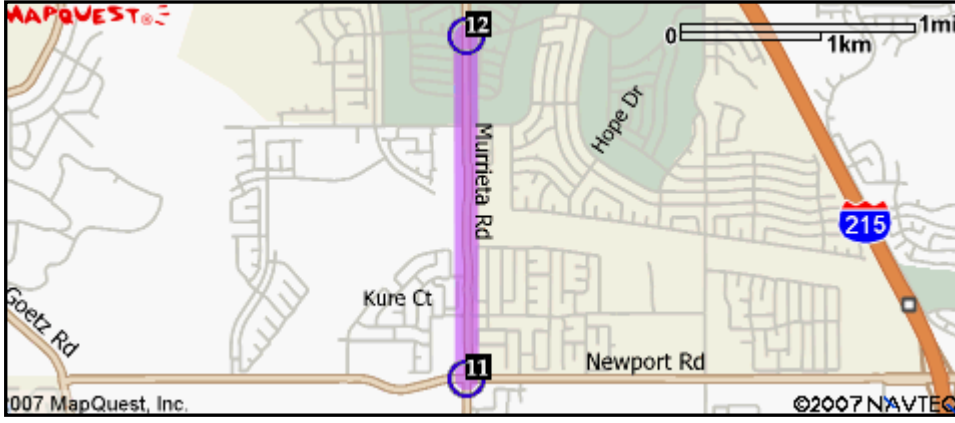 MAPQUEST
12
0
1mi
1km
Hope Dr
Murrieta Rd
215
Kure Ct
Goetz Rd
11
Newport Rd
2007 MapQuest, Inc.
©2007 NAVTEQ